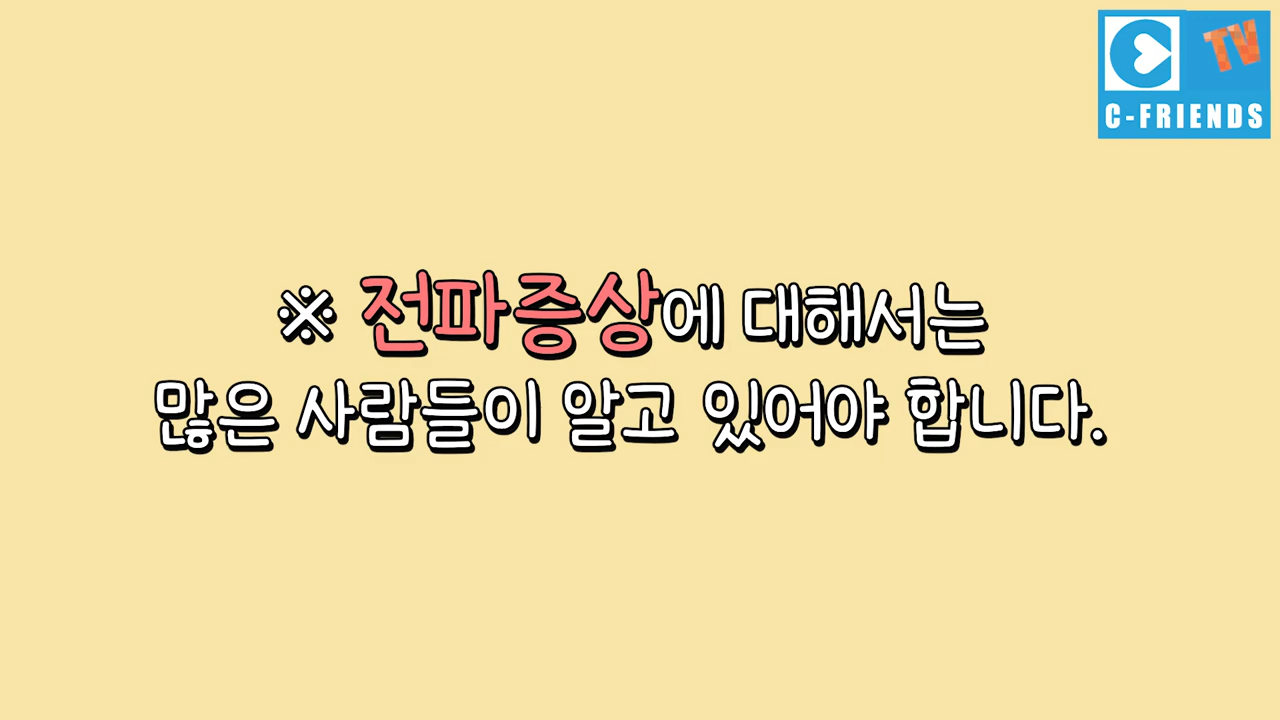 TV
C-FRIENDS
※ 전파증상에 대해서는
많은 사람들이 알고 있어야 합니다.